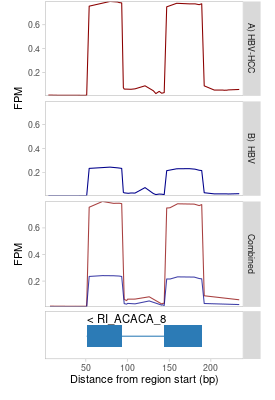 0.6
0.4
0.2
A) HBV-HCC
FPM
0.6
0.4
0.2
B) HBV
0.6
0.4
0.2
FPM
Combined
< RI_ACACA_8
50 100 150 200
Distance from region start (bp)